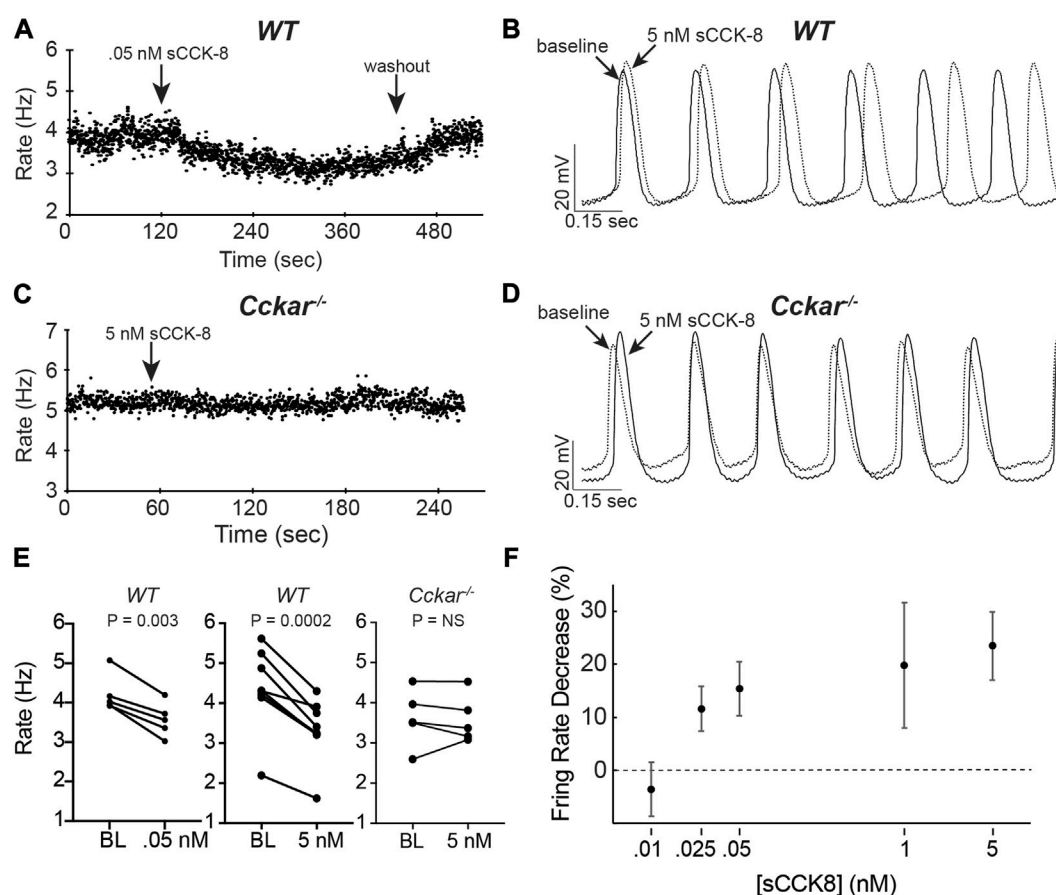 A
WT
.05 nM sCCK-8
washout
Rate (Hz)
6
5
4
3
2
0
120
240
360
480
Time (sec)
B
WT
baseline
5 nM sCCK-8
20 mV
0.15 sec
C
Cckar-/-
5 nM sCCK-8
Rate (Hz)
7
6
5
4
3
0
60
120
180
240
Time (sec)
D
Cckar-/-
baseline
5 nM sCCK-8
20 mV
0.15 sec
E
WT
P = 0.003
Rate (Hz)
6
5
4
3
2
1
BL .05 nM
WT
P = 0.0002
6
5
4
3
2
1
BL 5 nM
Cckar-/-
P = NS
6
5
4
3
2
1
BL 5 nM
F
Fring Rate Decrease (%)
30
20
10
0
.01
.025
.05
1
5
[sCCK8] (nM)